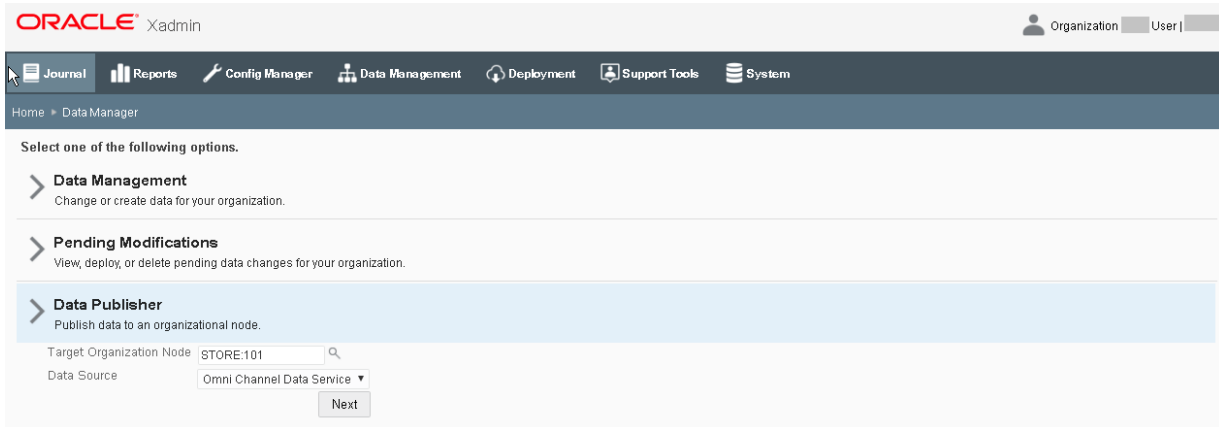 ORACLE® Xadmin Organization User |
Journal Reports Config Manager Data Management Deployment Support Tools System
Home Data Manager
Select one of the following options.
Data Management
Change or create data for your organization.
Pending Modifications
View, deploy, or delete pending data changes for your organization.
Data Publisher
Publish data to an organizational node.
Target Organization Node STORE:101
Data Source Omni Channel Data Service
Next